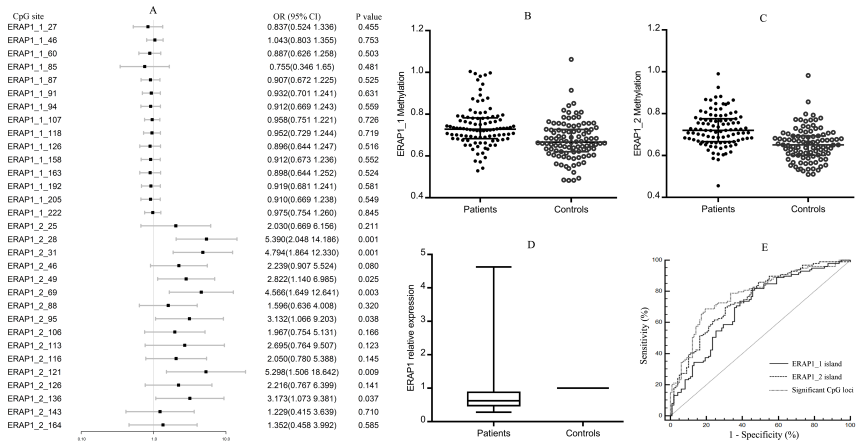 A
CpG site OR (95% CI) P value
ERAP1_1_27 0.837(0.524 1.336) 0.455
ERAP1_1_46 1.043(0.803 1.355) 0.753
ERAP1_1_60 0.887(0.626 1.258) 0.503
ERAP1_1_85 0.755(0.346 1.65) 0.481
ERAP1_1_87 0.907(0.672 1.225) 0.525
ERAP1_1_91 0.932(0.701 1.241) 0.631
ERAP1_1_94 0.912(0.669 1.243) 0.559
ERAP1_1_107 0.958(0.751 1.221) 0.726
ERAP1_1_118 0.952(0.729 1.244) 0.719
ERAP1_1_126 0.896(0.644 1.247) 0.516
ERAP1_1_158 0.912(0.673 1.236) 0.552
ERAP1_1_163 0.898(0.644 1.252) 0.524
ERAP1_1_192 0.919(0.681 1.241) 0.581
ERAP1_1_205 0.910(0.669 1.238) 0.549
ERAP1_1_222 0.975(0.754 1.260) 0.845
ERAP1_2_25 2.030(0.669 6.156) 0.211
ERAP1_2_28 5.390(2.048 14.186) 0.001
ERAP1_2_31 4.794(1.864 12.330) 0.001
ERAP1_2_46 2.239(0.907 5.524) 0.080
ERAP1_2_49 2.822(1.140 6.985) 0.025
ERAP1_2_69 4.566(1.649 12.641) 0.003
ERAP1_2_88 1.596(0.636 4.008) 0.320
ERAP1_2_95 3.132(1.066 9.203) 0.038
ERAP1_2_106 1.967(0.754 5.131) 0.166
ERAP1_2_113 2.695(0.764 9.507) 0.123
ERAP1_2_116 2.050(0.780 5.388) 0.145
ERAP1_2_121 5.298(1.506 18.642) 0.009
ERAP1_2_126 2.216(0.767 6.399) 0.141
ERAP1_2_136 3.173(1.073 9.381) 0.037
ERAP1_2_143 1.229(0.415 3.639) 0.710
ERAP1_2_164 1.352(0.458 3.992) 0.585
0.10 1.0 10.0
B
ERAP1_1 Methylation
1.2
1.0
0.8
0.6
0.4
Patients Controls
C
ERAP1_2 Methylation
1.2
1.0
0.8
0.6
0.4
Patients Controls
D
ERAP1 relative expression
5
4
3
2
1
0
Patients Controls
E
Sensitivity (%)
100
80
60
40
20
0
ERAP1_1 island
ERAP1_2 island
Significant CpG loci
0 20 40 60 80 100
1 - Specificity (%)